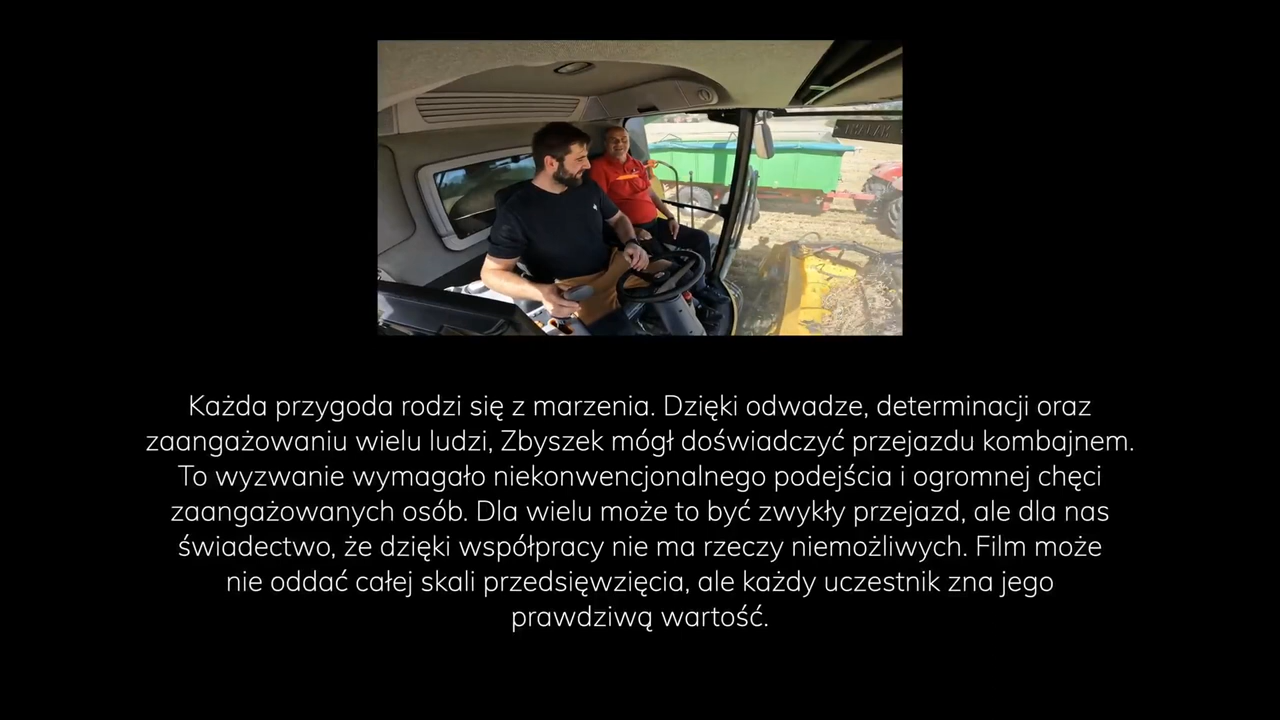 Każda przygoda rodzi się z marzenia. Dzięki odwadze, determinacji oraz
zaangażowaniu wielu ludzi, Zbyszek mógł doświadczyć przejazdu kombajnem.
To wyzwanie wymagało niekonwencjonalnego podejścia i ogromnej chęci
zaangażowanych osób. Dla wielu może to być zwykły przejazd, ale dla nas
świadectwo, że dzięki współpracy nie ma rzeczy niemożliwych. Film może
nie oddać całej skali przedsięwzięcia, ale każdy uczestnik zna jego
prawdziwą wartość.